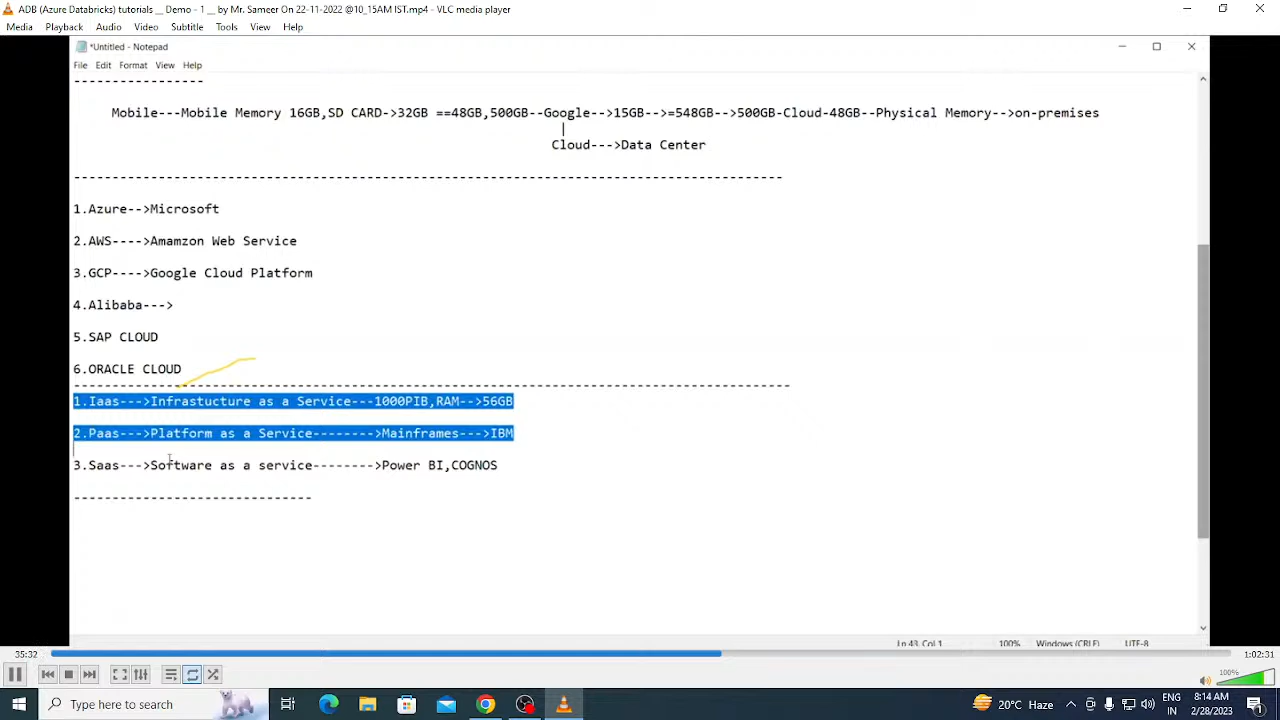 ADB (Azure Databricks) tutorials __ Demo - 1 __ by Mr. Sameer On 22-11-2022 @10_15AM IST.mp4 - VLC media player
Media Playback Audio Video Subtitle Tools View Help
*Untitled - Notepad
File Edit Format View Help
-----------------
Mobile---Mobile Memory 16GB,SD CARD->32GB ==48GB,500GB--Google-->15GB-->=548GB-->500GB-Cloud-48GB--Physical Memory-->on-premises
|
Cloud--->Data Center
--------------------------------------------------------------------------------------------
1.Azure-->Microsoft
2.AWS---->Amamzon Web Service
3.GCP---->Google Cloud Platform
4.Alibaba--->
5.SAP CLOUD
6.ORACLE CLOUD
---------------------------------------------------------------------------------------------
1.Iaas--->Infrastucture as a Service---1000PIB,RAM-->56GB
2.Paas--->Platform as a Service-------->Mainframes--->IBM
3.Saas--->Software as a service-------->Power BI,COGNOS
-------------------------------
Ln 43, Col 1 100% Windows (CRLF) UTF-8
35:32 1:02:31
100%
Type here to search 20°C Haze ENG 8:14 AM
IN 2/28/2023